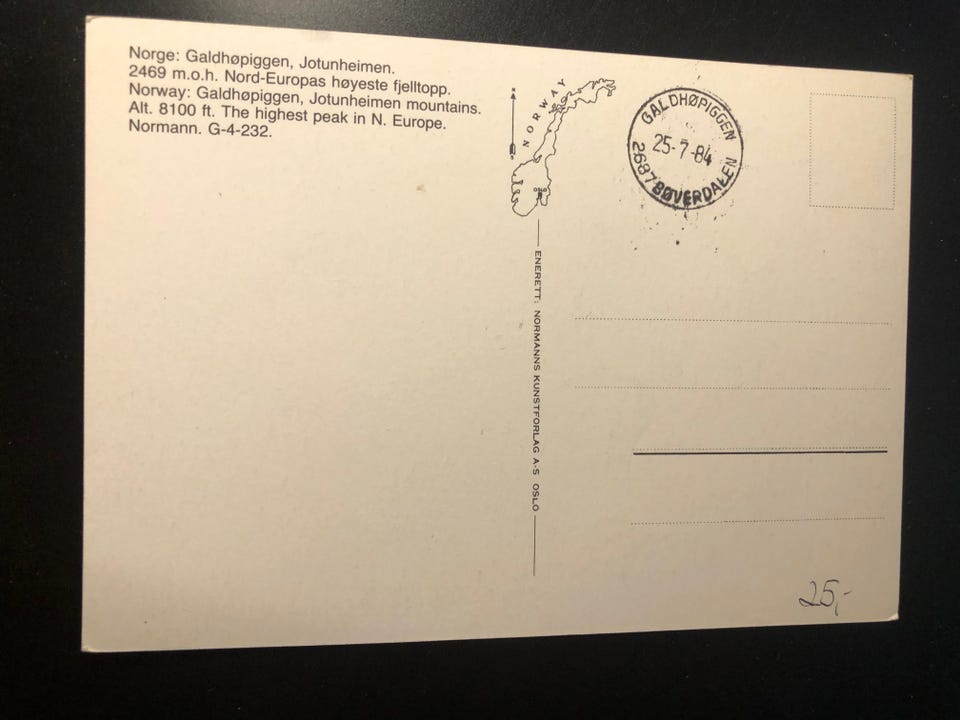 Norge: Galdhøpiggen, Jotunheimen.
2469 m.o.h. Nord-Europas høyeste fjelltopp.
Norway: Galdhøpiggen, Jotunheimen mountains.
Alt. 8100 ft. The highest peak in N. Europe.
Normann. G-4-232.
NORWAY
GALDHØPIGGEN
25-7-84
2687 BØVERDALEN
ENERETT: NORMANNS KUNSTFORLAG A-S OSLO
25,-